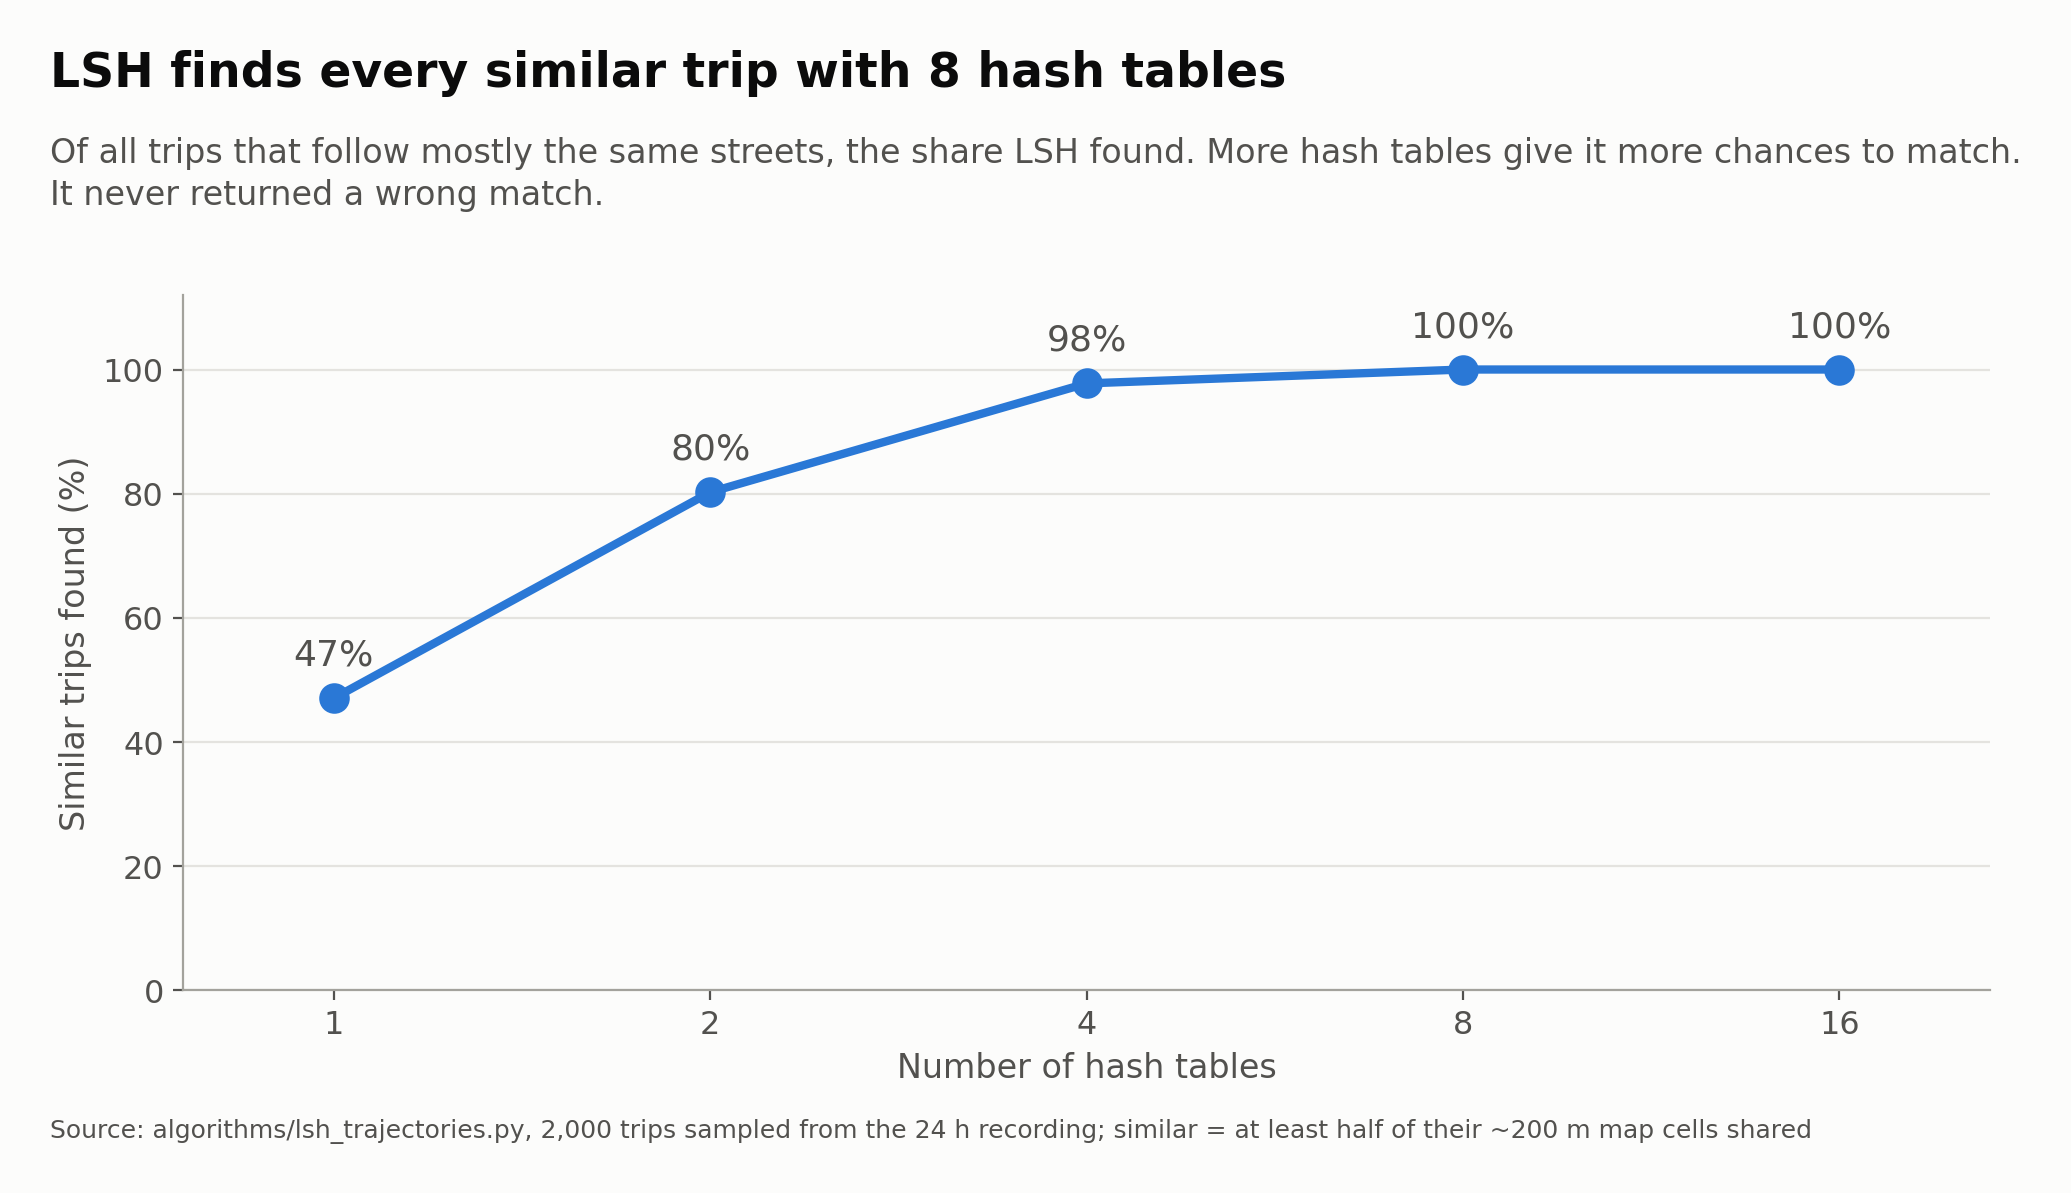 LSH finds every similar trip with 8 hash tables
Of all trips that follow mostly the same streets, the share LSH found. More hash tables give it more chances to match.
It never returned a wrong match.
Similar trips found (%)
100
80
60
40
20
0
47%
80%
98%
100%
100%
1
2
4
8
16
Number of hash tables
Source: algorithms/lsh_trajectories.py, 2,000 trips sampled from the 24 h recording; similar = at least half of their ~200 m map cells shared